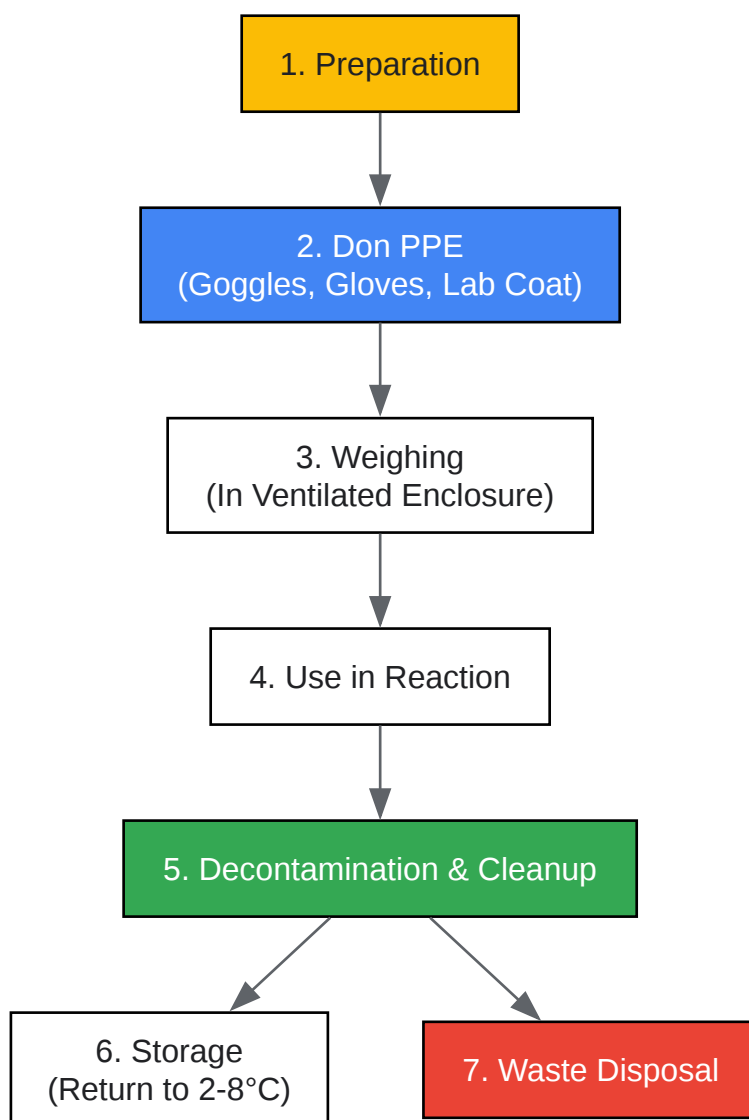 1. Preparation
2. Don PPE
(Goggles, Gloves, Lab Coat)
3. Weighing
(In Ventilated Enclosure)
4. Use in Reaction
5. Decontamination & Cleanup
6. Storage
(Return to 2-8°C)
7. Waste Disposal